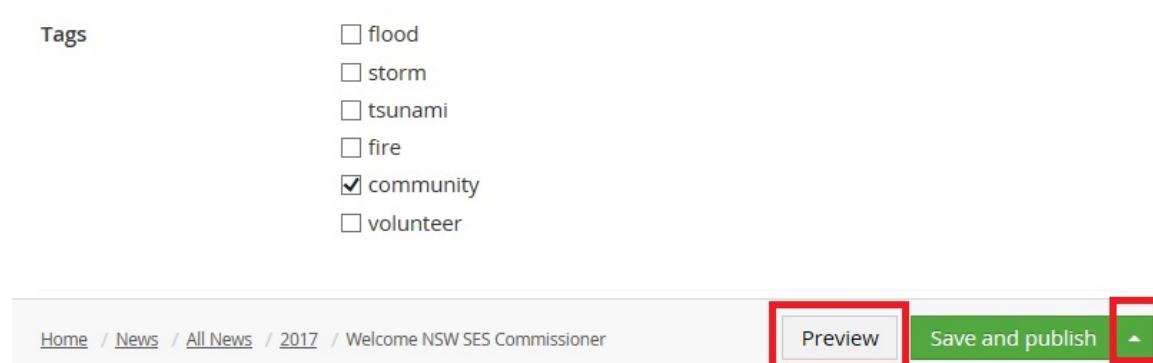 Tags
flood
storm
tsunami
fire
community
volunteer
Home / News / All News / 2017 / Welcome NSW SES Commissioner
Preview
Save and publish